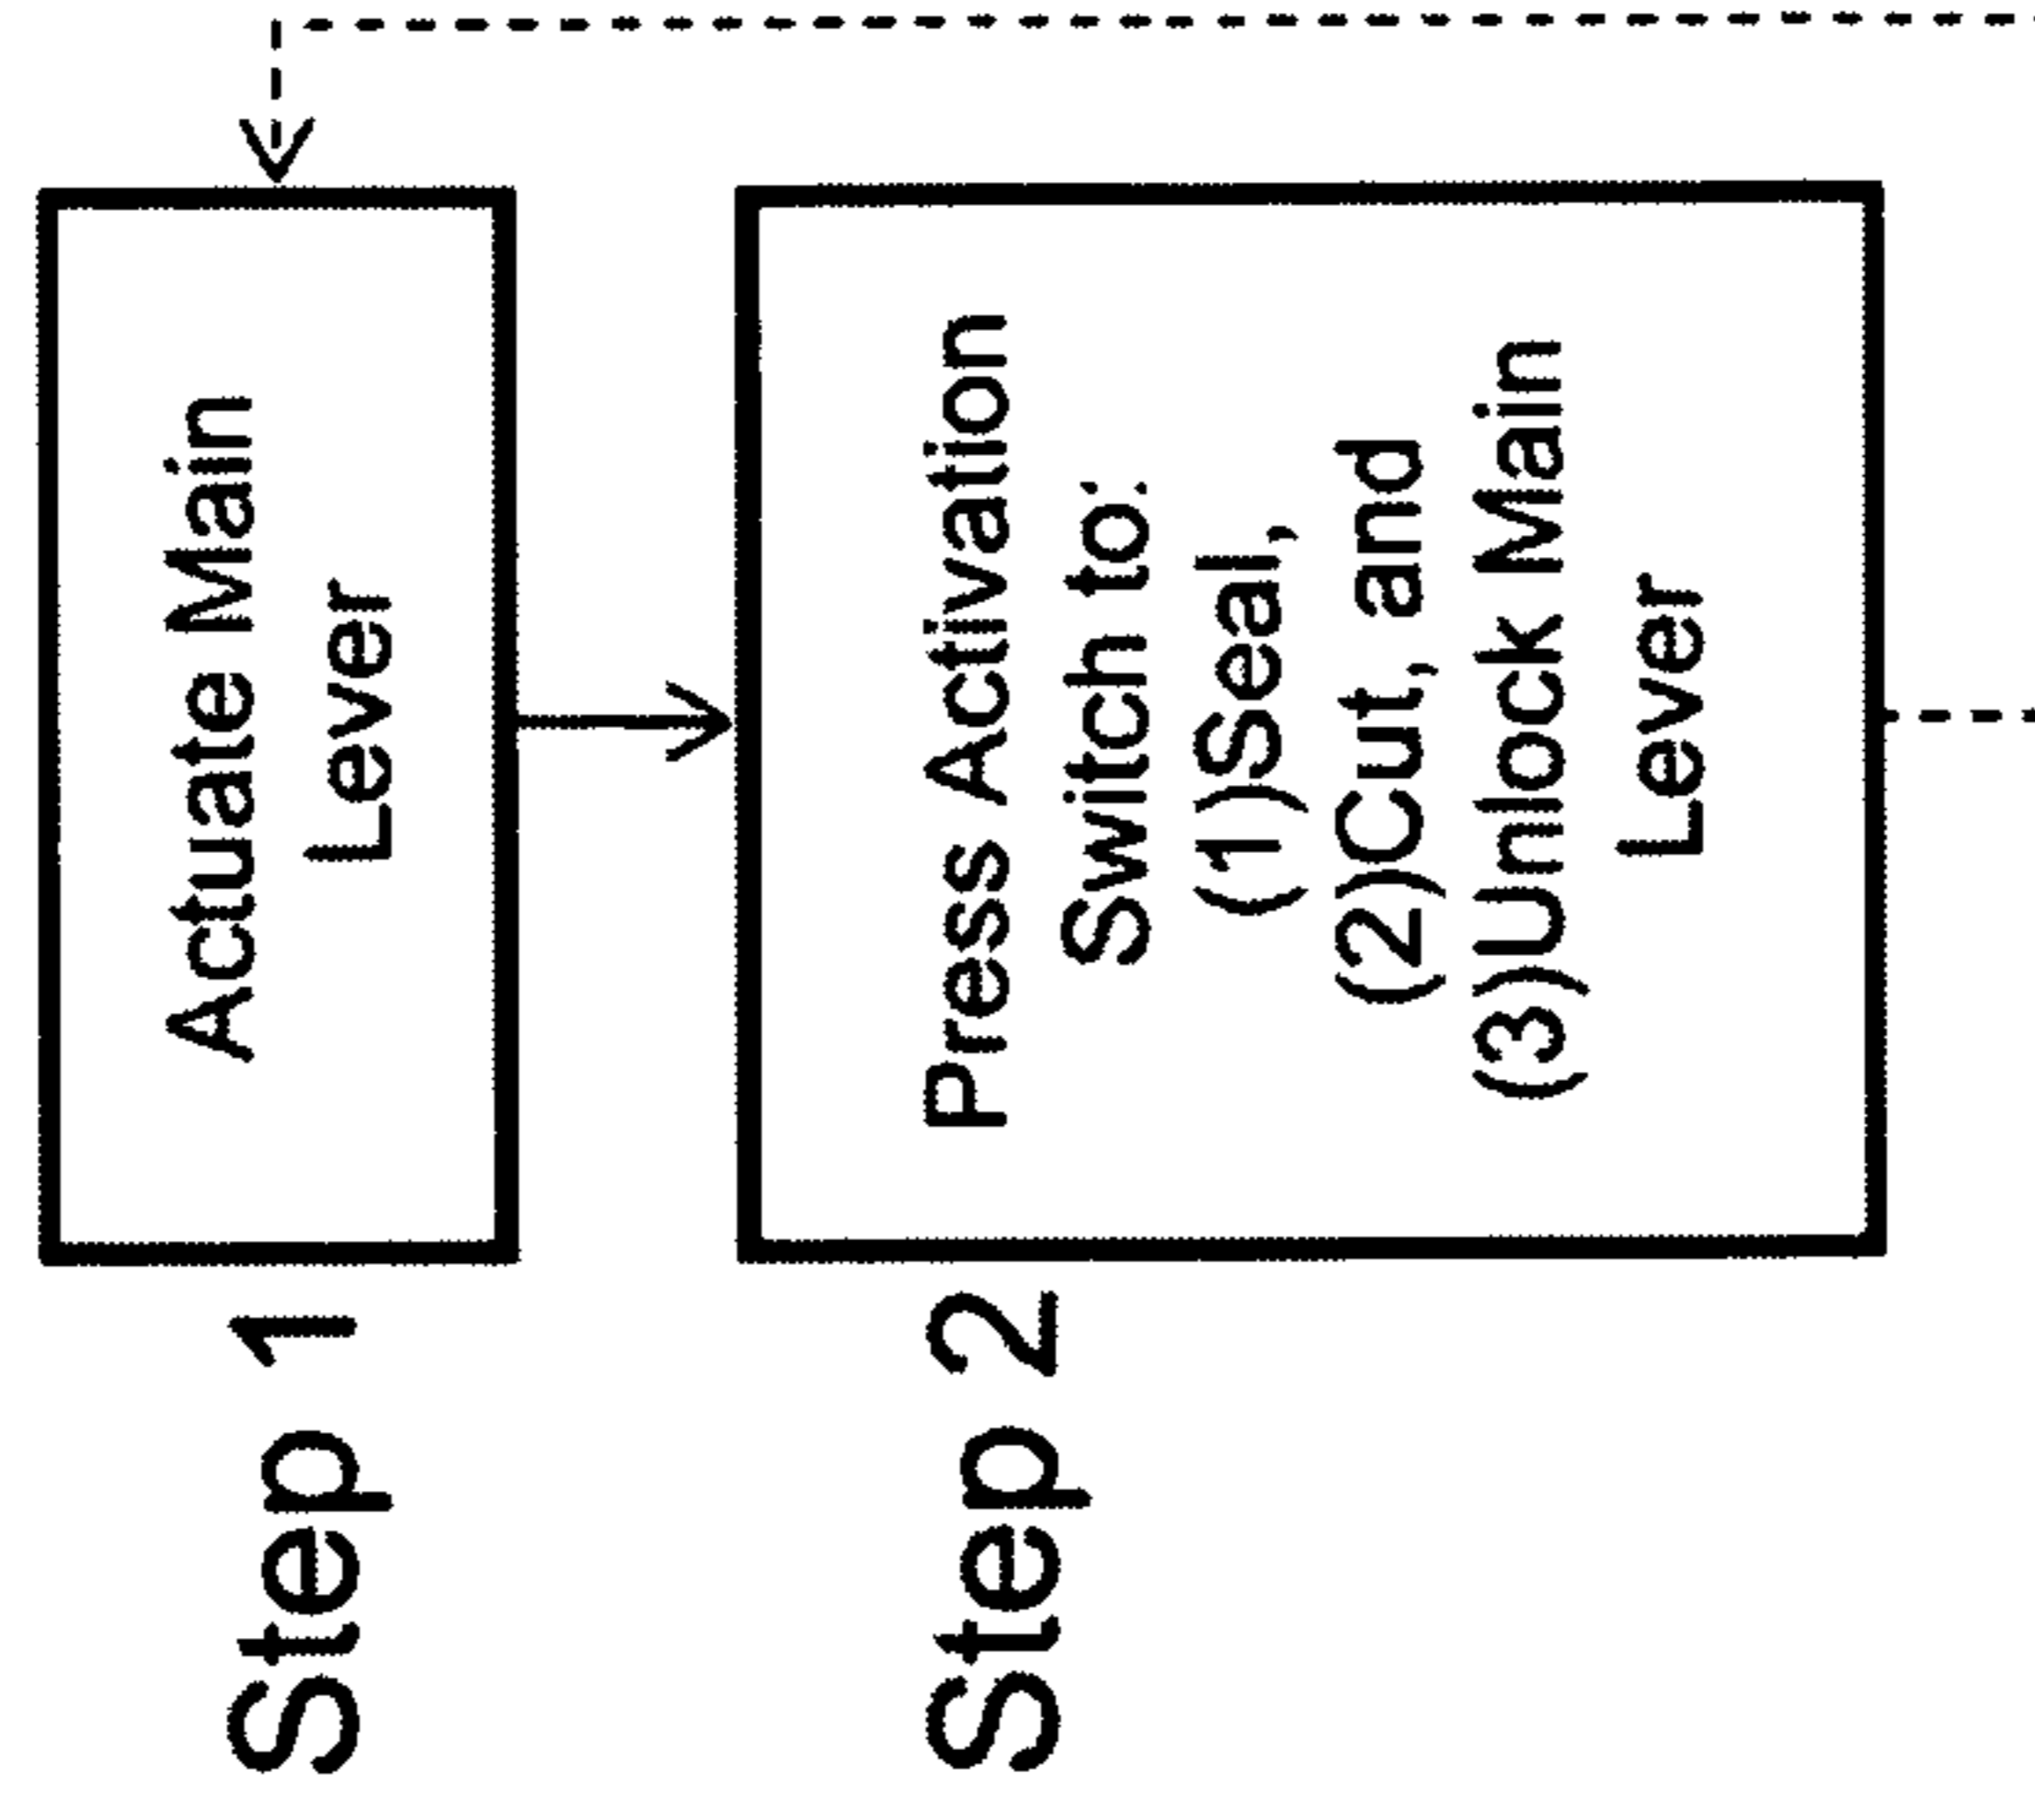 Step 1
Actuate Main
Lever
Step 2
Press Activation
Switch to:
(1)Seal,
(2)Cut, and
(3)Unlock Main
Lever